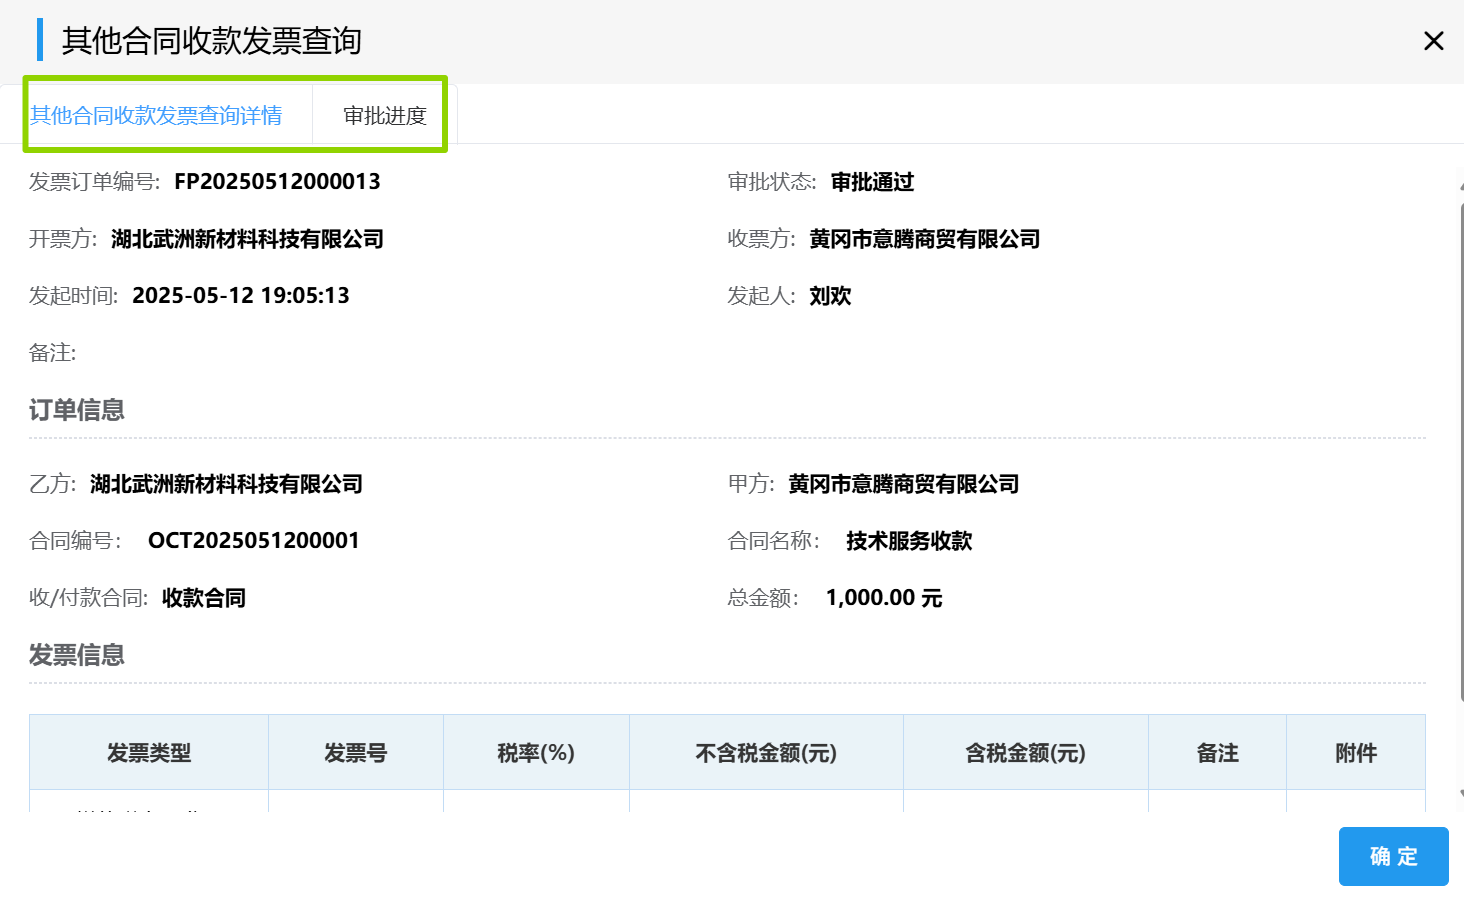 其他合同收款发票查询
其他合同收款发票查询详情 审批进度
发票订单编号: FP20250512000013 审批状态: 审批通过
开票方: 湖北武洲新材料科技有限公司 收票方: 黄冈市意腾商贸有限公司
发起时间: 2025-05-12 19:05:13 发起人: 刘欢
备注:
订单信息
乙方: 湖北武洲新材料科技有限公司 甲方: 黄冈市意腾商贸有限公司
合同编号: OCT2025051200001 合同名称: 技术服务收款
收/付款合同: 收款合同 总金额: 1,000.00 元
发票信息
发票类型 发票号 税率(%) 不含税金额(元) 含税金额(元) 备注 附件
确 定